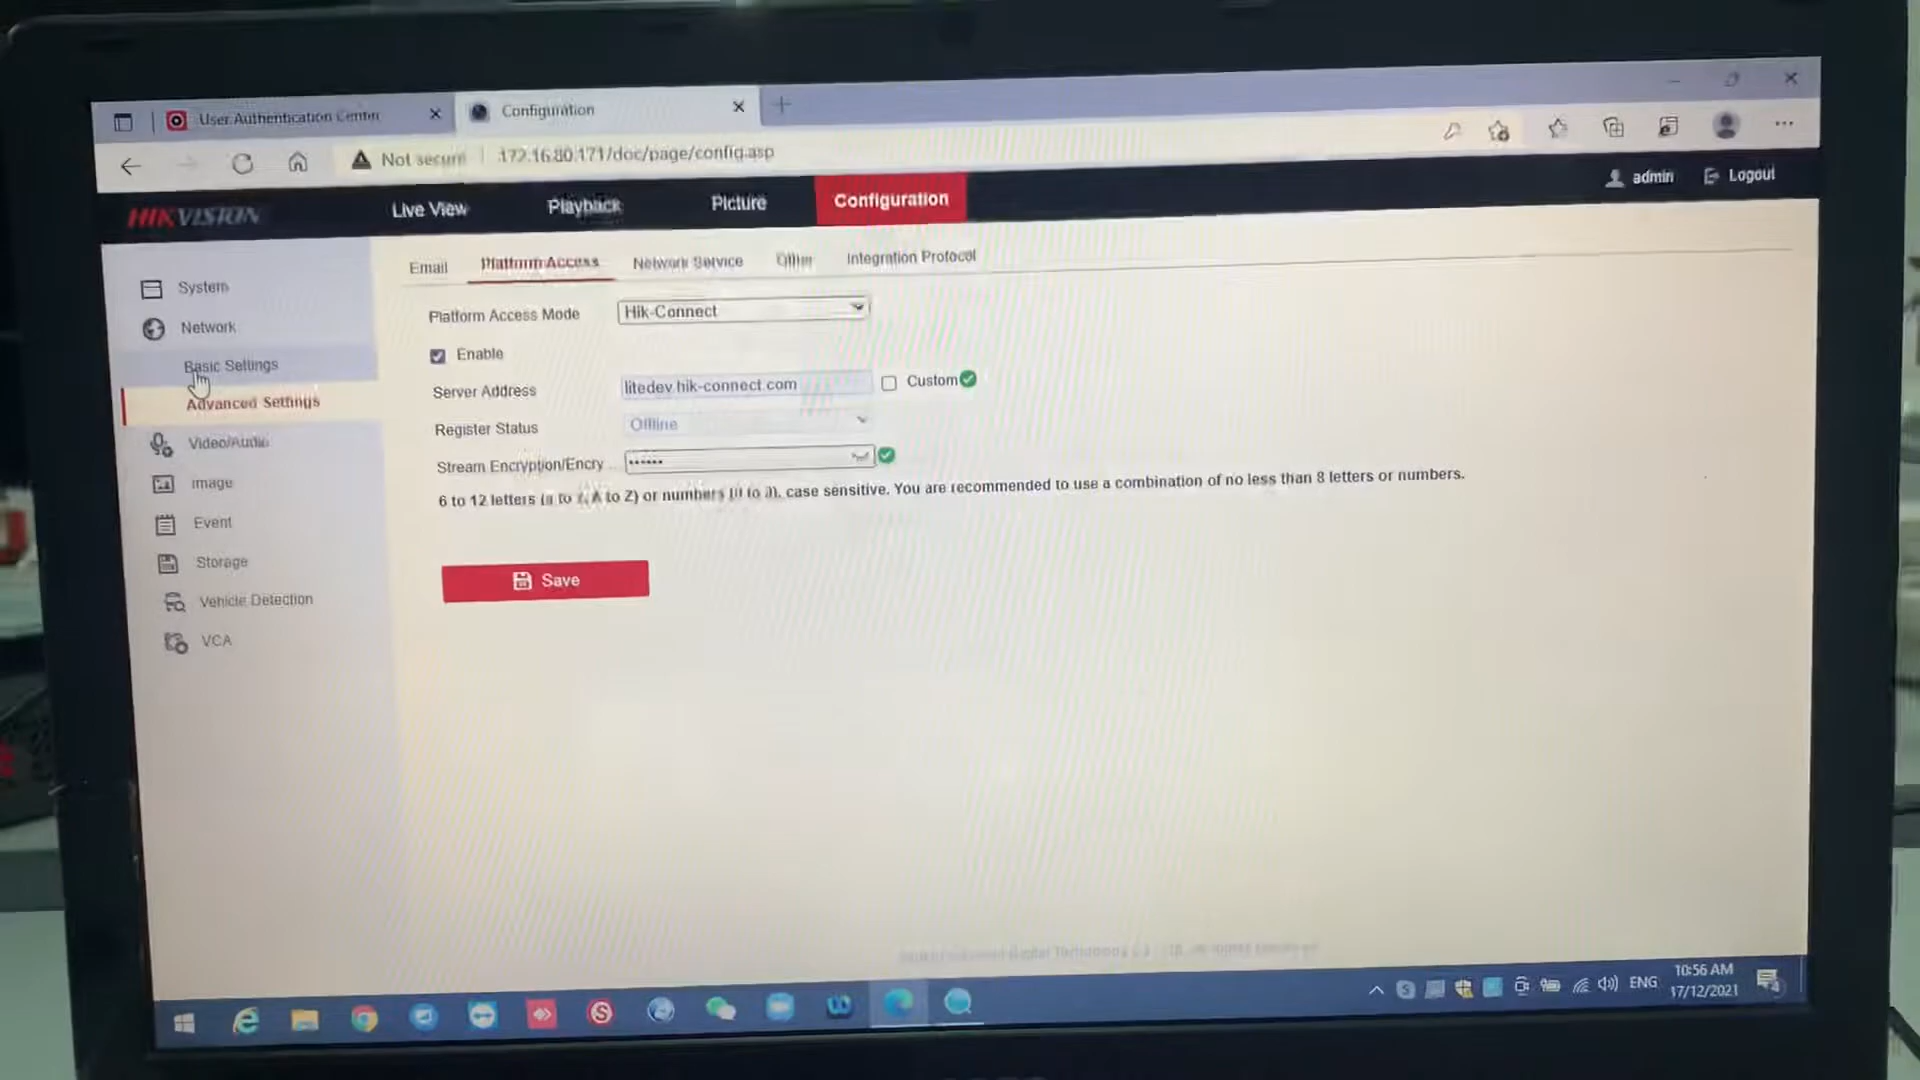 User Authentication Center
Configuration
Not secure
172.16.80.171/doc/page/config.asp
HIKVISION
Live View
Playback
Picture
Configuration
admin
Logout
System
Network
Basic Settings
Advanced Settings
Video/Audio
Image
Event
Storage
Vehicle Detection
VCA
Email
Platform Access
Network Service
Other
Integration Protocol
Platform Access Mode
Hik-Connect
Enable
Server Address
litedev.hik-connect.com
Custom
Register Status
Offline
Stream Encryption/Encry
••••••
6 to 12 letters (a to z, A to Z) or numbers (0 to 9), case sensitive. You are recommended to use a combination of no less than 8 letters or numbers.
Save
ENG
10:56 AM
17/12/2021